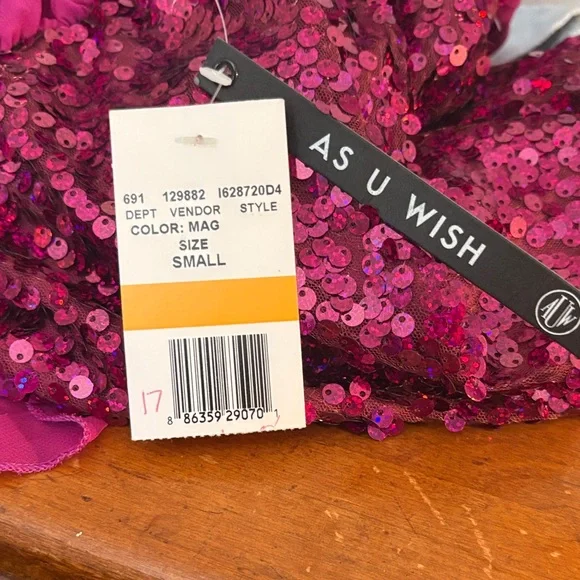 691 129882 I628720D4
DEPT VENDOR STYLE
COLOR: MAG
SIZE
SMALL
17
8 86359 29070 1
AS U WISH
AUW